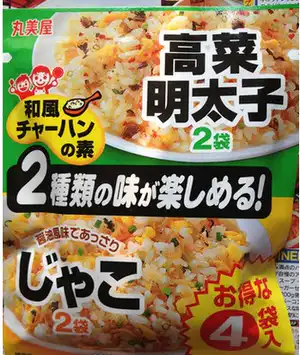 丸美屋
高菜
明太子
2袋
和風
チャーハン
の素
2種類の味が楽しめる!
醤油風味であっさり
じゃこ
2袋
お得な
4袋入